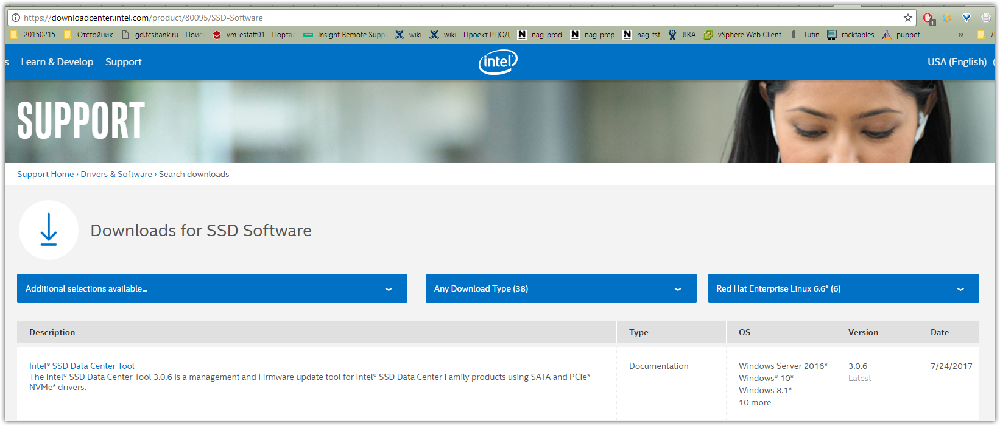 https://downloadcenter.intel.com/product/80095/SSD-Software
1
20150215 Отстойник gd.tcsbank.ru - Поис vm-estaff01 - Порта Insight Remote Supp wiki wiki - Проект РЦОД N nag-prod N nag-prep N nag-tst JIRA vSphere Web Client Tufin racktables puppet » Д
s Learn & Develop Support intel USA (English) (
SUPPORT
Support Home › Drivers & Software › Search downloads
Downloads for SSD Software
Additional selections available... Any Download Type (38) Red Hat Enterprise Linux 6.6* (6)
Description Type OS Version Date
Intel® SSD Data Center Tool Documentation Windows Server 2016* 3.0.6 7/24/2017
The Intel® SSD Data Center Tool 3.0.6 is a management and Firmware update tool for Intel® SSD Data Center Family products using SATA and PCIe* Windows® 10* Latest
NVMe* drivers. Windows 8.1*
10 more